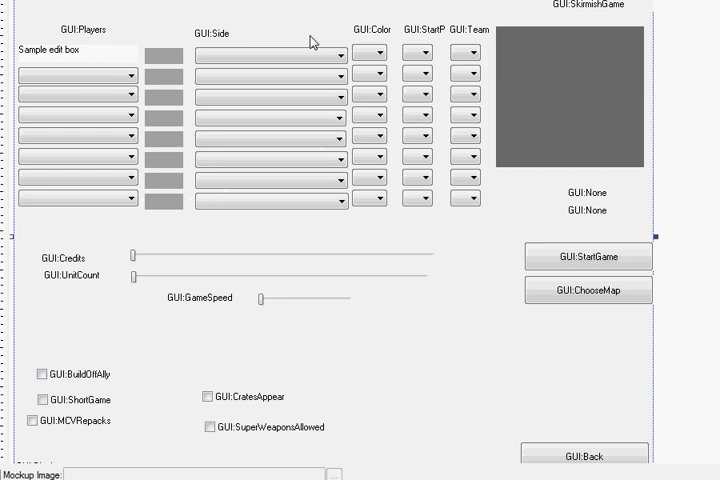 GUI:SkirmishGame
GUI:Players
GUI:Side
GUI:Color
GUI:StartP
GUI:Team
Sample edit box
GUI:None
GUI:None
GUI:Credits
GUI:StartGame
GUI:UnitCount
GUI:ChooseMap
GUI:GameSpeed
GUI:BuildOffAlly
GUI:ShortGame
GUI:CratesAppear
GUI:MCVRepacks
GUI:SuperWeaponsAllowed
GUI:Back
Mockup Image:
...